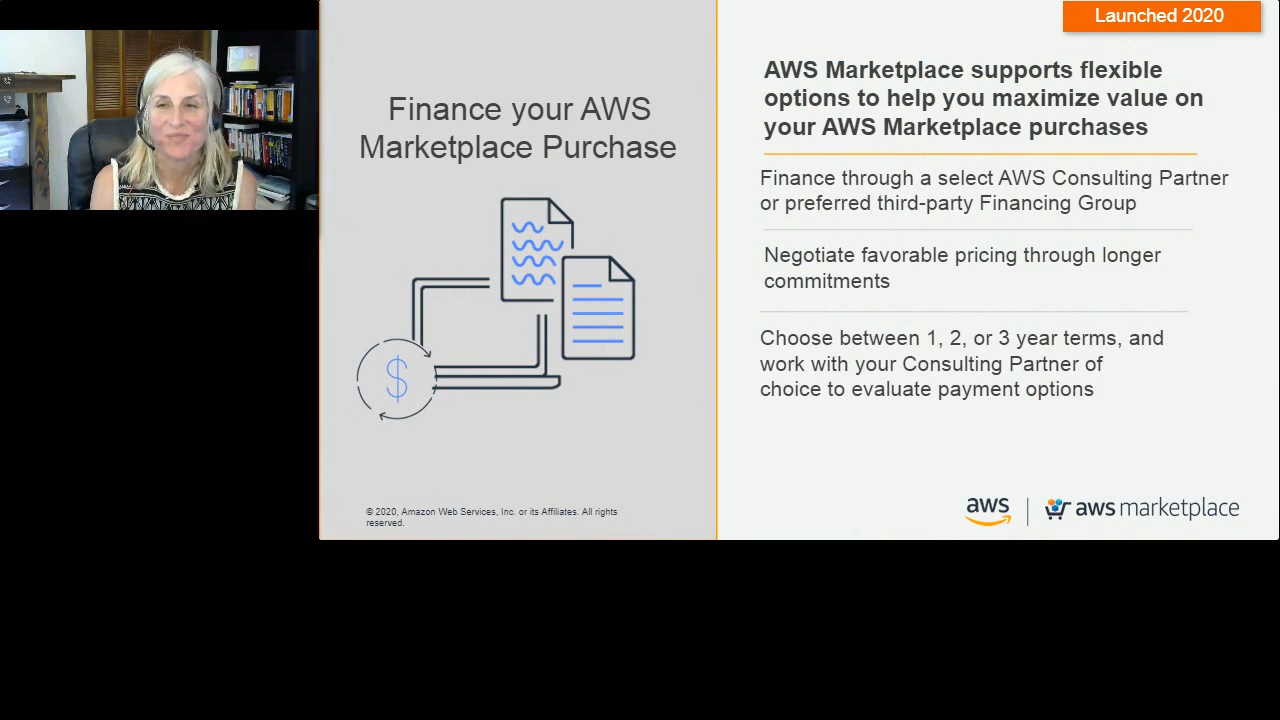 Launched 2020
Finance your AWS
Marketplace Purchase
$
© 2020, Amazon Web Services, Inc. or its Affiliates. All rights
reserved.
AWS Marketplace supports flexible
options to help you maximize value on
your AWS Marketplace purchases
Finance through a select AWS Consulting Partner
or preferred third-party Financing Group
Negotiate favorable pricing through longer
commitments
Choose between 1, 2, or 3 year terms, and
work with your Consulting Partner of
choice to evaluate payment options
aws
aws marketplace